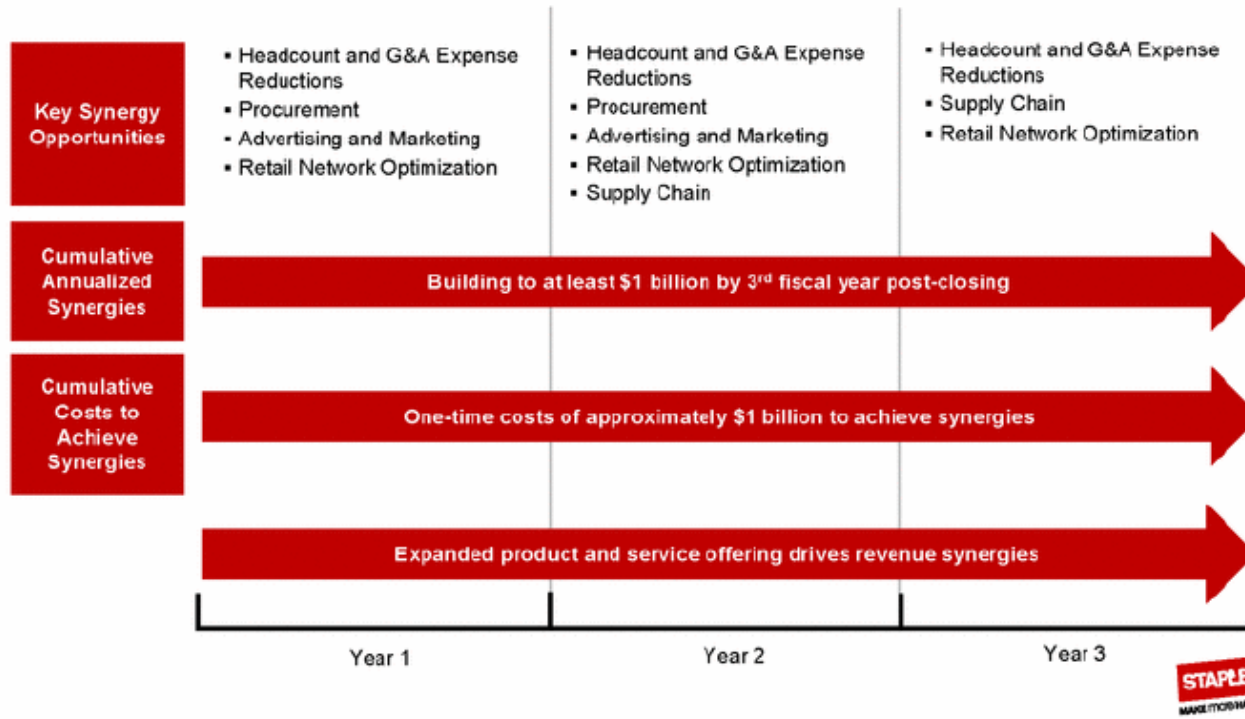 Key Synergy
Opportunities
▪ Headcount and G&A Expense
Reductions
▪ Procurement
▪ Advertising and Marketing
▪ Retail Network Optimization
▪ Headcount and G&A Expense
Reductions
▪ Procurement
▪ Advertising and Marketing
▪ Retail Network Optimization
▪ Supply Chain
▪ Headcount and G&A Expense
Reductions
▪ Supply Chain
▪ Retail Network Optimization
Cumulative
Annualized
Synergies
Building to at least $1 billion by 3rd fiscal year post-closing
Cumulative
Costs to
Achieve
Synergies
One-time costs of approximately $1 billion to achieve synergies
Expanded product and service offering drives revenue synergies
Year 1
Year 2
Year 3
STAPLE
MAKE more HA